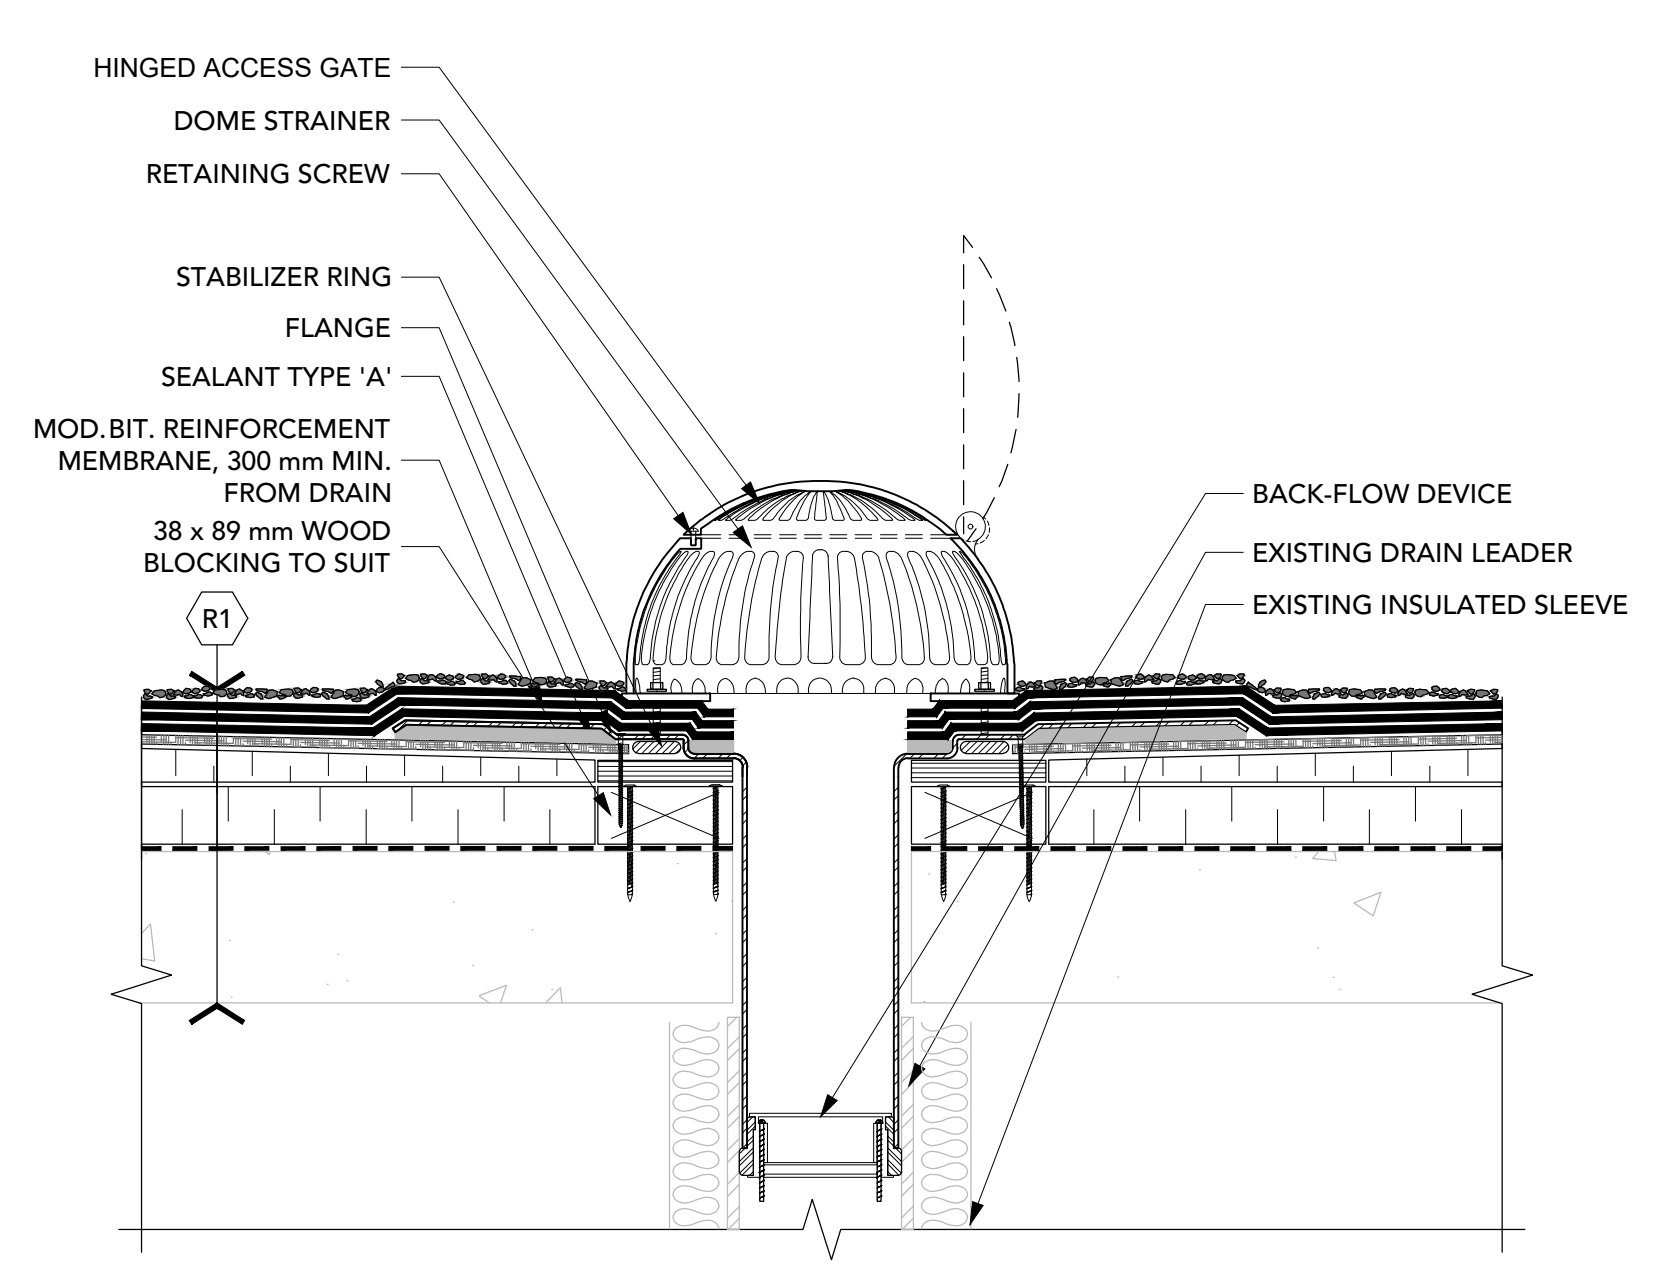 HINGED ACCESS GATE
DOME STRAINER
RETAINING SCREW
STABILIZER RING
FLANGE
SEALANT TYPE 'A'
MOD.BIT. REINFORCEMENT
MEMBRANE, 300 mm MIN.
FROM DRAIN
38 x 89 mm WOOD
BLOCKING TO SUIT
R1
BACK-FLOW DEVICE
EXISTING DRAIN LEADER
EXISTING INSULATED SLEEVE